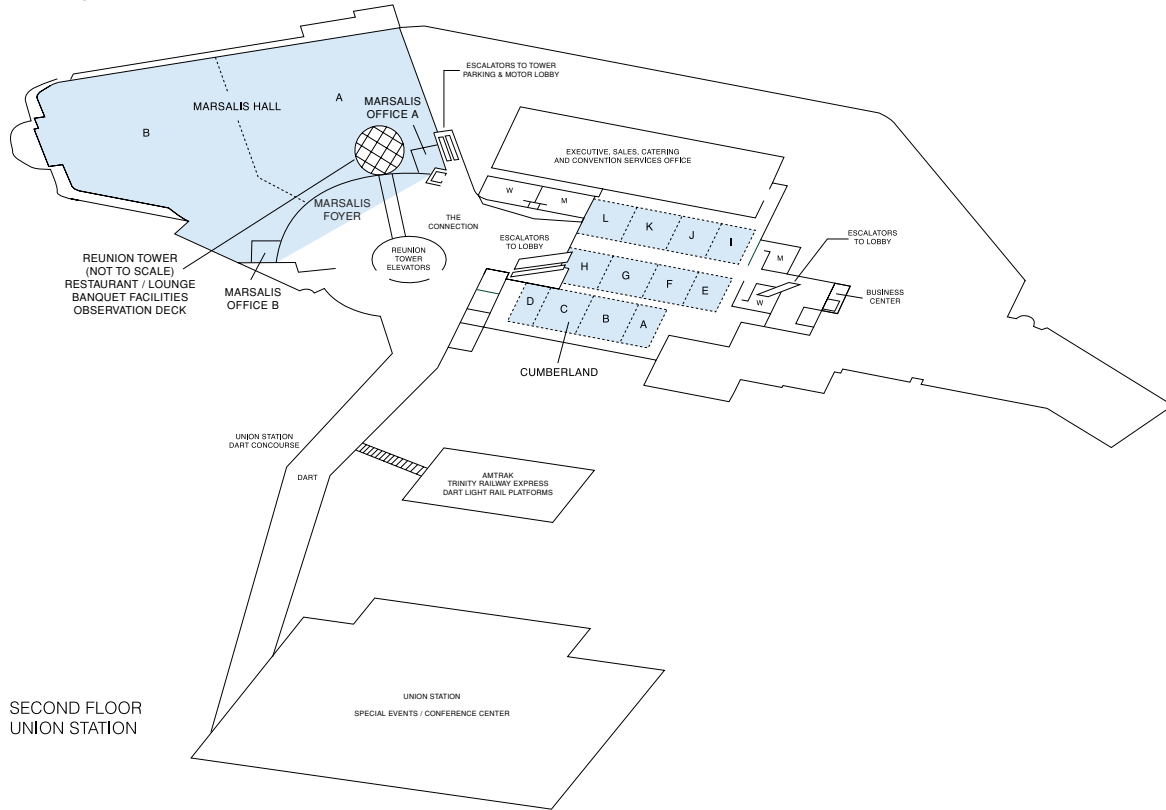 ESCALATORS TO TOWER
PARKING & MOTOR LOBBY
A
MARSALIS HALL
MARSALIS
OFFICE A
B
EXECUTIVE, SALES, CATERING
AND CONVENTION SERVICES OFFICE
W
M
MARSALIS
FOYER
THE
CONNECTION
L
K
J
I
ESCALATORS
TO LOBBY
ESCALATORS
TO LOBBY
M
REUNION
TOWER
ELEVATORS
REUNION TOWER
(NOT TO SCALE)
RESTAURANT / LOUNGE
BANQUET FACILITIES
OBSERVATION DECK
MARSALIS
OFFICE B
H
G
F
E
W
BUSINESS
CENTER
D
C
B
A
CUMBERLAND
UNION STATION
DART CONCOURSE
DART
AMTRAK
TRINITY RAILWAY EXPRESS
DART LIGHT RAIL PLATFORMS
UNION STATION
SPECIAL EVENTS / CONFERENCE CENTER
SECOND FLOOR
UNION STATION